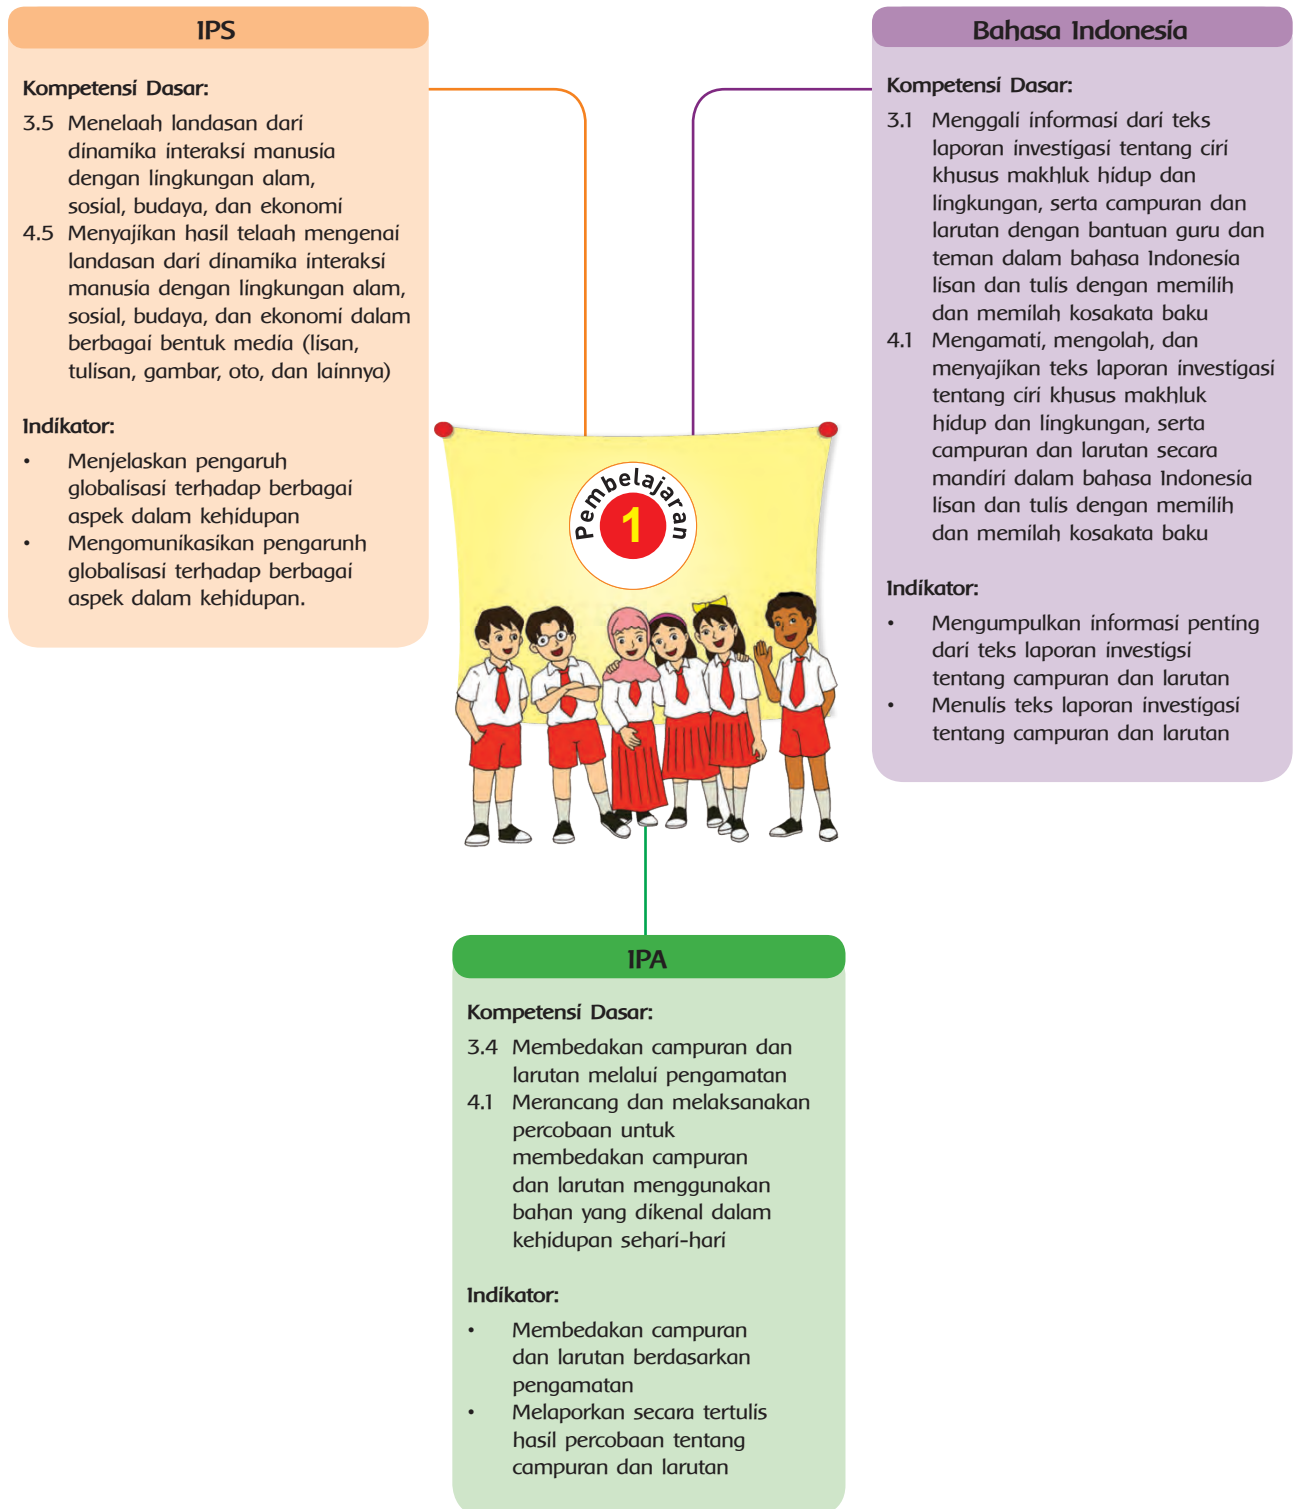 IPS
Kompetensi Dasar:
3.5 Menelaah landasan dari
dinamika interaksi manusia
dengan lingkungan alam,
sosial, budaya, dan ekonomi
4.5 Menyajikan hasil telaah mengenai
landasan dari dinamika interaksi
manusia dengan lingkungan alam,
sosial, budaya, dan ekonomi dalam
berbagai bentuk media (lisan,
tulisan, gambar, oto, dan lainnya)
Indikator:
• Menjelaskan pengaruh
globalisasi terhadap berbagai
aspek dalam kehidupan
• Mengomunikasikan pengarunh
globalisasi terhadap berbagai
aspek dalam kehidupan.
Bahasa Indonesia
Kompetensi Dasar:
3.1 Menggali informasi dari teks
laporan investigasi tentang ciri
khusus makhluk hidup dan
lingkungan, serta campuran dan
larutan dengan bantuan guru dan
teman dalam bahasa Indonesia
lisan dan tulis dengan memilih
dan memilah kosakata baku
4.1 Mengamati, mengolah, dan
menyajikan teks laporan investigasi
tentang ciri khusus makhluk
hidup dan lingkungan, serta
campuran dan larutan secara
mandiri dalam bahasa Indonesia
lisan dan tulis dengan memilih
dan memilah kosakata baku
Indikator:
• Mengumpulkan informasi penting
dari teks laporan investigsi
tentang campuran dan larutan
• Menulis teks laporan investigasi
tentang campuran dan larutan
Pembelajaran
1
IPA
Kompetensi Dasar:
3.4 Membedakan campuran dan
larutan melalui pengamatan
4.1 Merancang dan melaksanakan
percobaan untuk
membedakan campuran
dan larutan menggunakan
bahan yang dikenal dalam
kehidupan sehari-hari
Indikator:
• Membedakan campuran
dan larutan berdasarkan
pengamatan
• Melaporkan secara tertulis
hasil percobaan tentang
campuran dan larutan